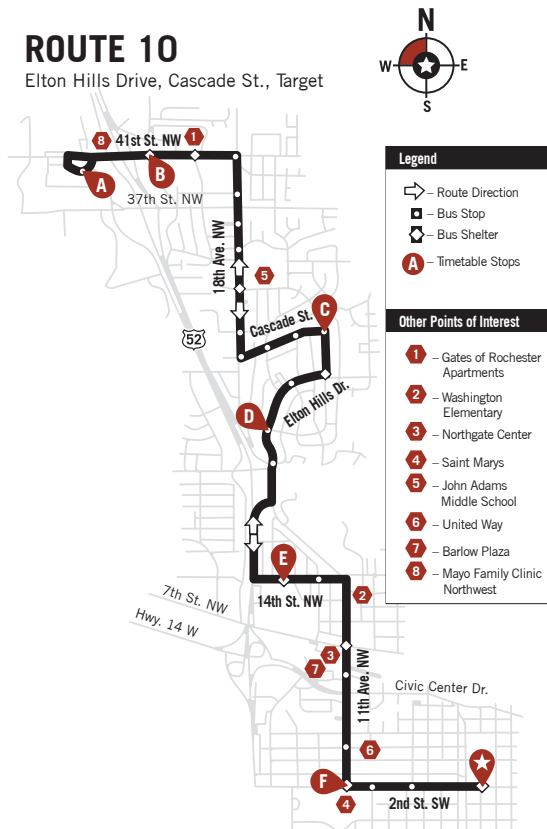 ROUTE 10
Elton Hills Drive, Cascade St., Target
N
W
E
S
8
41st St. NW
1
A
B
37th St. NW
18th Ave. NW
5
Cascade St.
C
52
Elton Hills Dr.
D
E
14th St. NW
2
7th St. NW
Hwy. 14 W
3
7
11th Ave. NW
Civic Center Dr.
6
F
4
2nd St. SW
Legend
– Route Direction
– Bus Stop
– Bus Shelter
A – Timetable Stops
Other Points of Interest
1 – Gates of Rochester
Apartments
2 – Washington
Elementary
3 – Northgate Center
4 – Saint Marys
5 – John Adams
Middle School
6 – United Way
7 – Barlow Plaza
8 – Mayo Family Clinic
Northwest